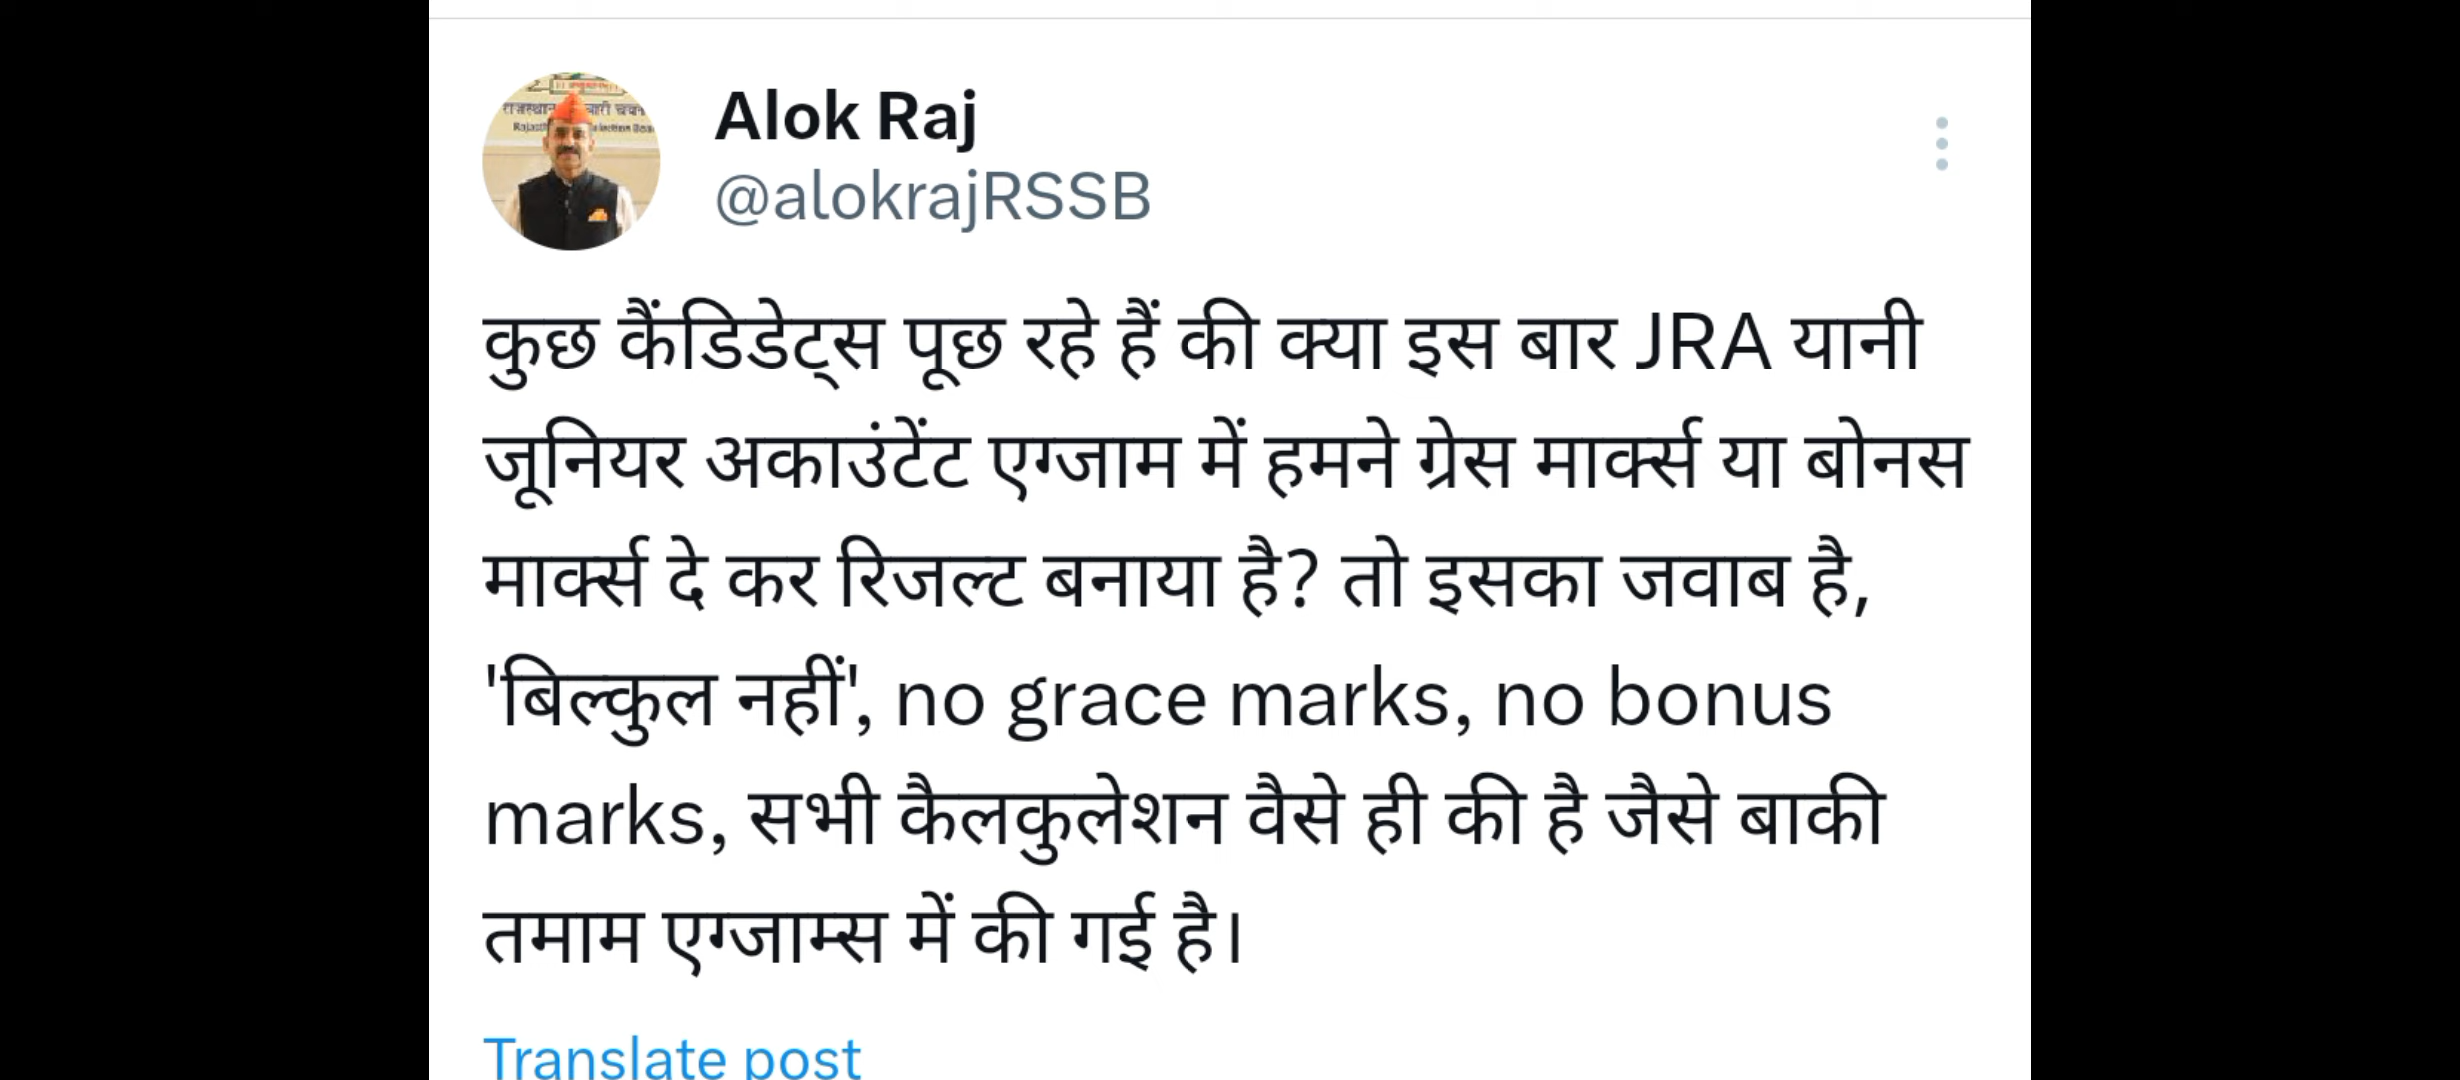 Alok Raj
@alokrajRSSB
कुछ कैंडिडेट्स पूछ रहे हैं की क्या इस बार JRA यानी
जूनियर अकाउंटेंट एग्जाम में हमने ग्रेस मार्क्स या बोनस
मार्क्स दे कर रिजल्ट बनाया है? तो इसका जवाब है,
'बिल्कुल नहीं', no grace marks, no bonus
marks, सभी कैलकुलेशन वैसे ही की है जैसे बाकी
तमाम एग्जाम्स में की गई है।
Translate post